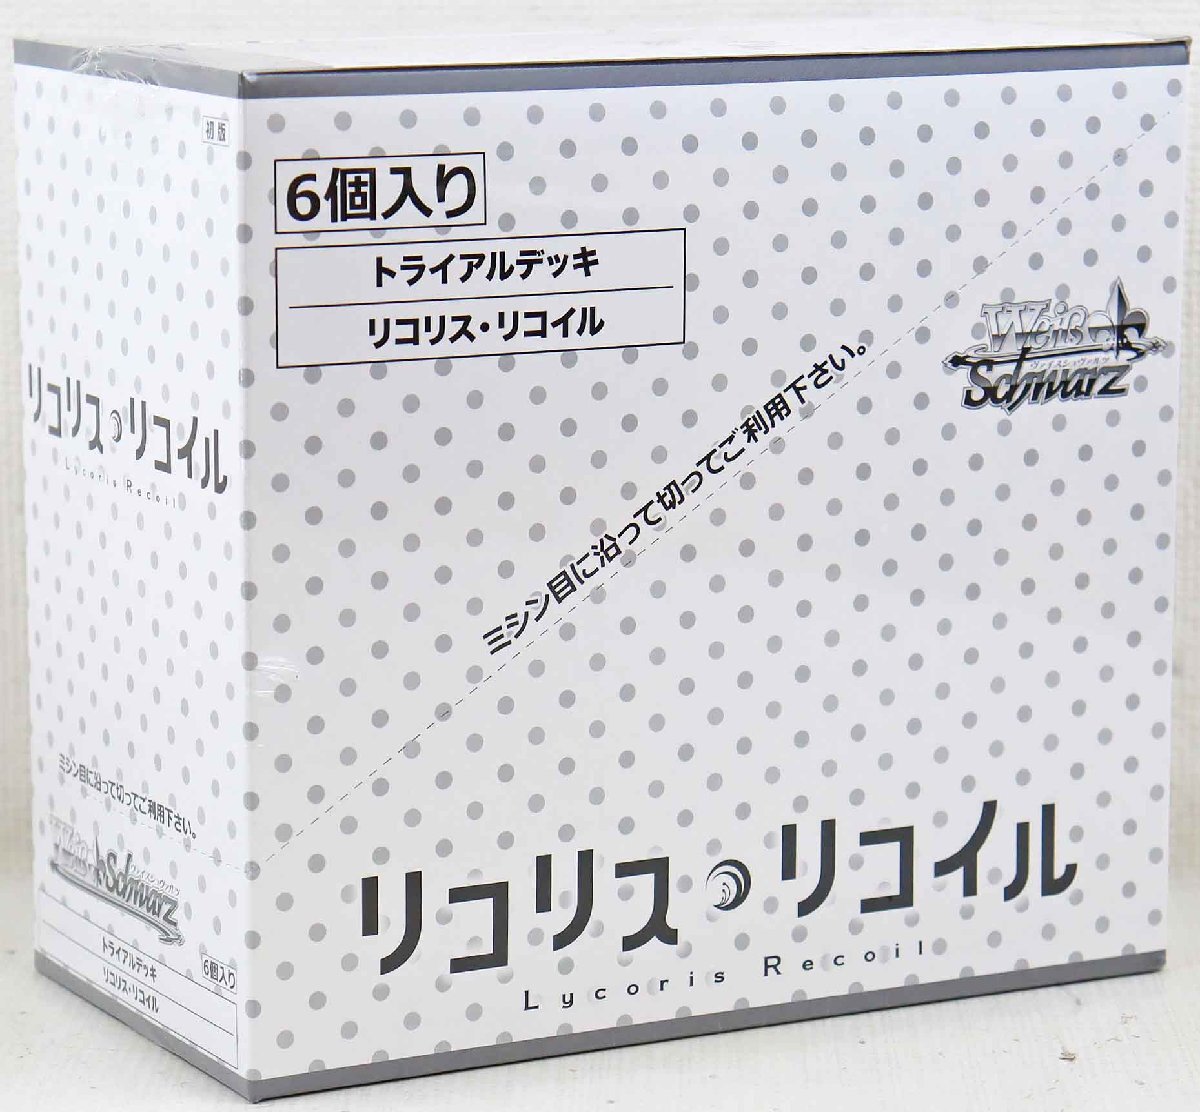 初版
リコリス・リコイル
Lycoris Recoil
ミシン目に沿って切ってご利用下さい。
Weiß Schwarz
ヴァイスシュヴァルツ
トライアルデッキ
リコリス・リコイル
6個入り
6個入り
トライアルデッキ
リコリス・リコイル
Weiß
ヴァイスシュヴァルツ
Schwarz
ミシン目に沿って切ってご利用下さい。
リコリス・リコイル
Lycoris Recoil